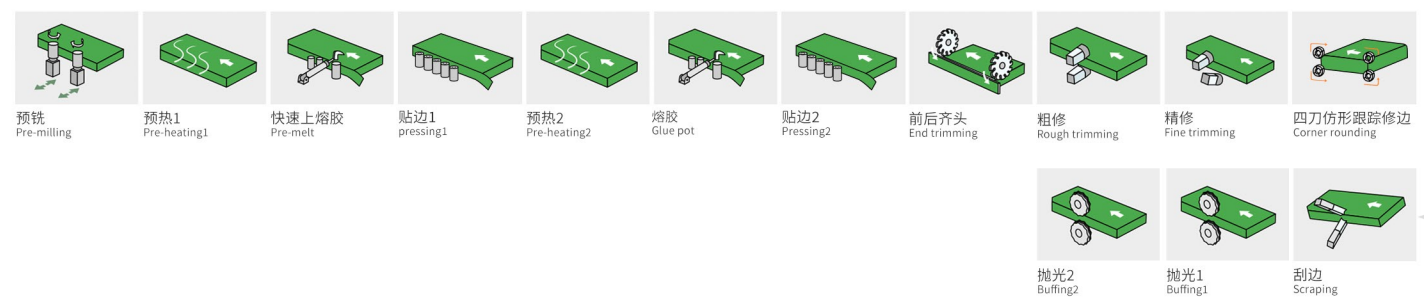 预铣
Pre-milling
预热1
Pre-heating1
快速上熔胶
Pre-melt
贴边1
pressing1
预热2
Pre-heating2
熔胶
Glue pot
贴边2
Pressing2
前后齐头
End trimming
粗修
Rough trimming
精修
Fine trimming
四刀仿形跟踪修边
Corner rounding
抛光2
Buffing2
抛光1
Buffing1
刮边
Scraping